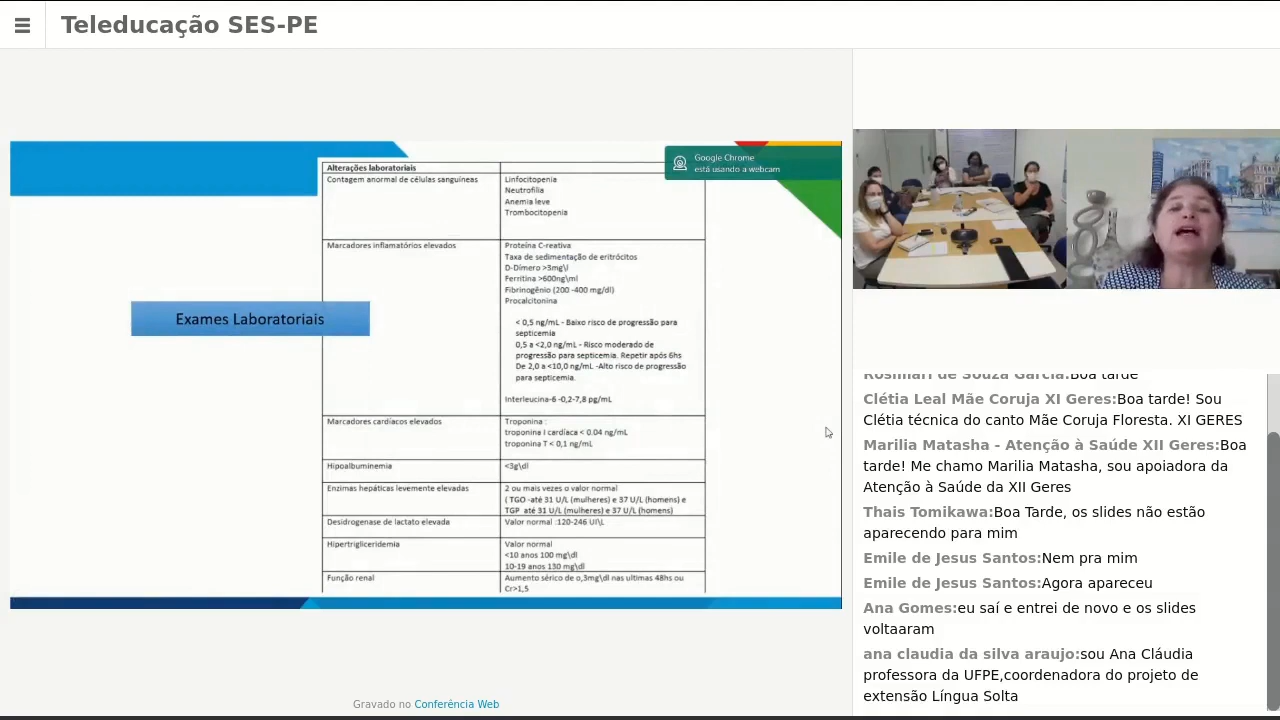 Teleducação SES-PE
Google Chrome
está usando a webcam
Alterações laboratoriais
Contagem anormal de células sanguíneas
Linfocitopenia
Neutrofilia
Anemia leve
Trombocitopenia
Marcadores inflamatórios elevados
Proteína C-reativa
Taxa de sedimentação de eritrócitos
D-Dímero >3mg\l
Ferritina >600ng\ml
Fibrinogênio (200 -400 mg/dl)
Procalcitonina
< 0,5 ng/mL - Baixo risco de progressão para
septicemia
0,5 a <2,0 ng/mL - Risco moderado de
progressão para septicemia. Repetir após 6hs
De 2,0 a <10,0 ng/mL -Alto risco de progressão
para septicemia.
Interleucina-6 -0,2-7,8 pg/mL
Exames Laboratoriais
Marcadores cardíacos elevados
Troponina :
troponina I cardíaca < 0.04 ng/mL
troponina T < 0,1 ng/mL
Hipoalbuminemia
<3g\dl
Enzimas hepáticas levemente elevadas
2 ou mais vezes o valor normal
( TGO -até 31 U/L (mulheres) e 37 U/L (homens) e
TGP até 31 U/L (mulheres) e 37 U/L (homens)
Desidrogenase de lactato elevada
Valor normal :120-246 UI\L
Hipertrigliceridemia
Valor normal
<10 anos 100 mg\dl
10-19 anos 130 mg\dl
Função renal
Aumento sérico de o,3mg\dl nas ultimas 48hs ou
Cr>1,5
Rosimari de Souza Garcia:Boa tarde
Clétia Leal Mãe Coruja XI Geres:Boa tarde! Sou
Clétia técnica do canto Mãe Coruja Floresta. XI GERES
Marilia Matasha - Atenção à Saúde XII Geres:Boa
tarde! Me chamo Marilia Matasha, sou apoiadora da
Atenção à Saúde da XII Geres
Thais Tomikawa:Boa Tarde, os slides não estão
aparecendo para mim
Emile de Jesus Santos:Nem pra mim
Emile de Jesus Santos:Agora apareceu
Ana Gomes:eu saí e entrei de novo e os slides
voltaaram
ana claudia da silva araujo:sou Ana Cláudia
professora da UFPE,coordenadora do projeto de
extensão Língua Solta
Gravado no Conferência Web